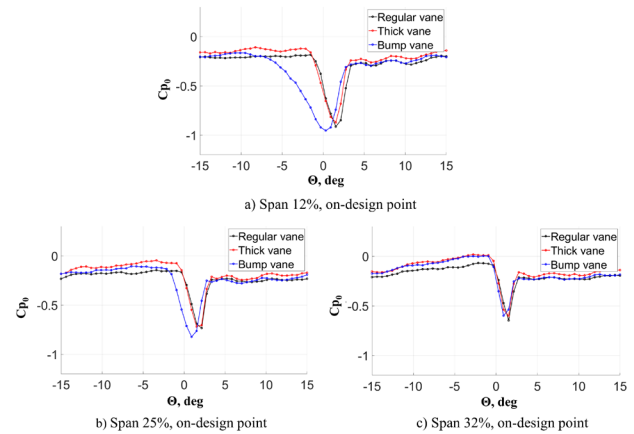 Regular vane
Thick vane
Bump vane
0
-0.5
-1
Cp0
-15
-10
-5
0
5
10
15
Θ, deg
a) Span 12%, on-design point
Regular vane
Thick vane
Bump vane
0
-0.5
-1
Cp0
-15
-10
-5
0
5
10
15
Θ, deg
b) Span 25%, on-design point
Regular vane
Thick vane
Bump vane
0
-0.5
-1
Cp0
-15
-10
-5
0
5
10
15
Θ, deg
c) Span 32%, on-design point